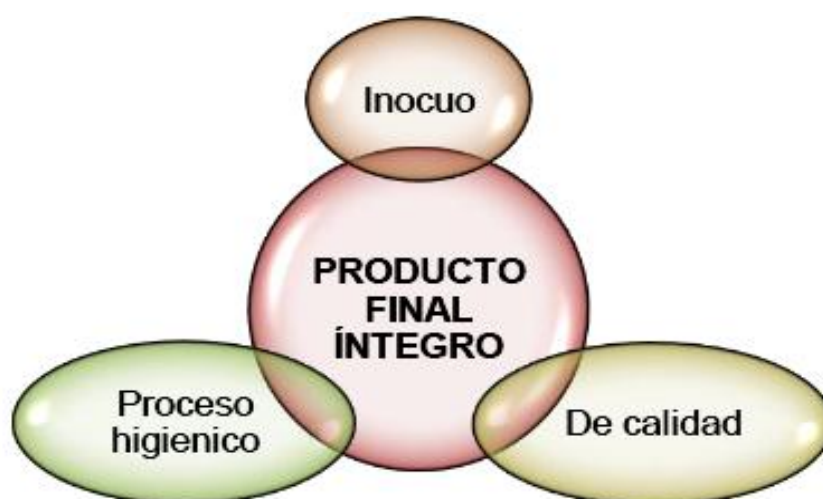 Inocuo
PRODUCTO
FINAL
ÍNTEGRO
Proceso
higienico
De calidad